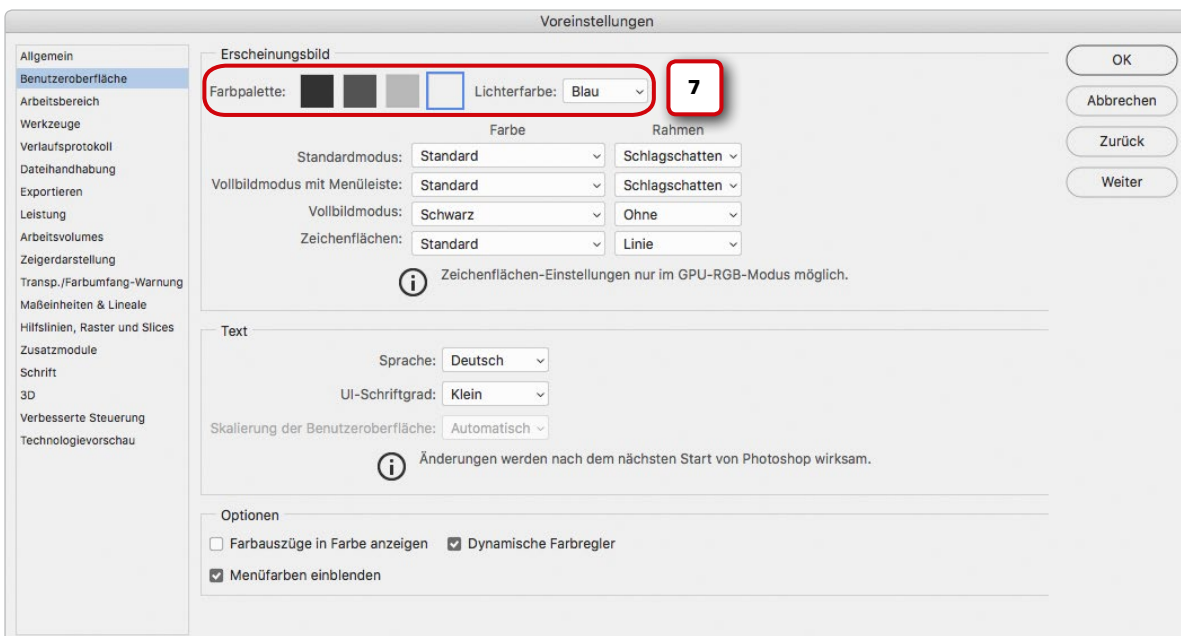 Voreinstellungen
Allgemein
Benutzeroberfläche
Arbeitsbereich
Werkzeuge
Verlaufsprotokoll
Dateihandhabung
Exportieren
Leistung
Arbeitsvolumes
Zeigerdarstellung
Transp./Farbumfang-Warnung
Maßeinheiten & Lineale
Hilfslinien, Raster und Slices
Zusatzmodule
Schrift
3D
Verbesserte Steuerung
Technologievorschau
Erscheinungsbild
Farbpalette: Lichterfarbe: Blau 7
Farbe Rahmen
Standardmodus: Standard Schlagschatten
Vollbildmodus mit Menüleiste: Standard Schlagschatten
Vollbildmodus: Schwarz Ohne
Zeichenflächen: Standard Linie
Zeichenflächen-Einstellungen nur im GPU-RGB-Modus möglich.
Text
Sprache: Deutsch
UI-Schriftgrad: Klein
Skalierung der Benutzeroberfläche: Automatisch
Änderungen werden nach dem nächsten Start von Photoshop wirksam.
Optionen
Farbauszüge in Farbe anzeigen Dynamische Farbregler
Menüfarben einblenden
OK
Abbrechen
Zurück
Weiter